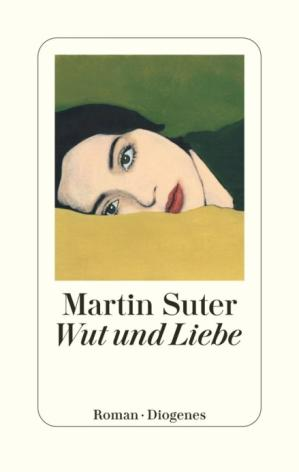 Martin Suter
Wut und Liebe
Roman · Diogenes